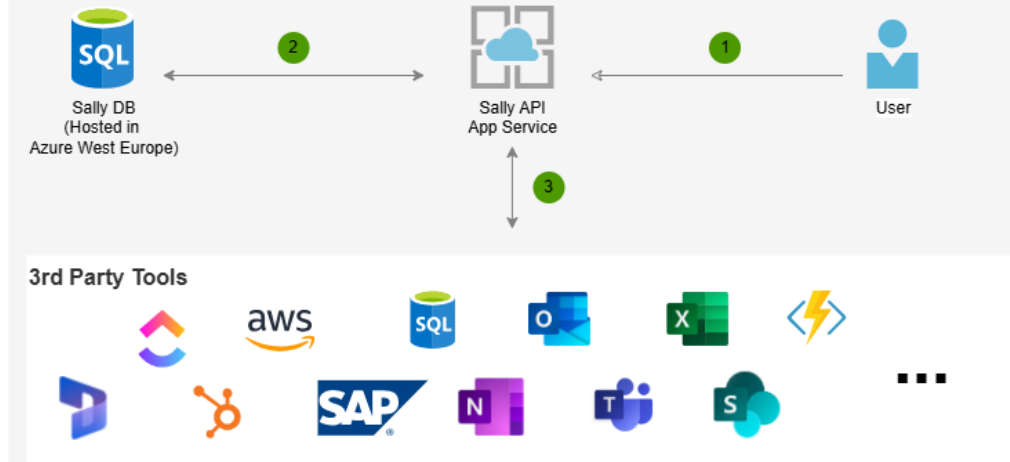 SQL
2
1
Sally DB
(Hosted in
Azure West Europe)
Sally API
App Service
User
3
3rd Party Tools
aws
SQL
O
X
SAP
N
T
S
...